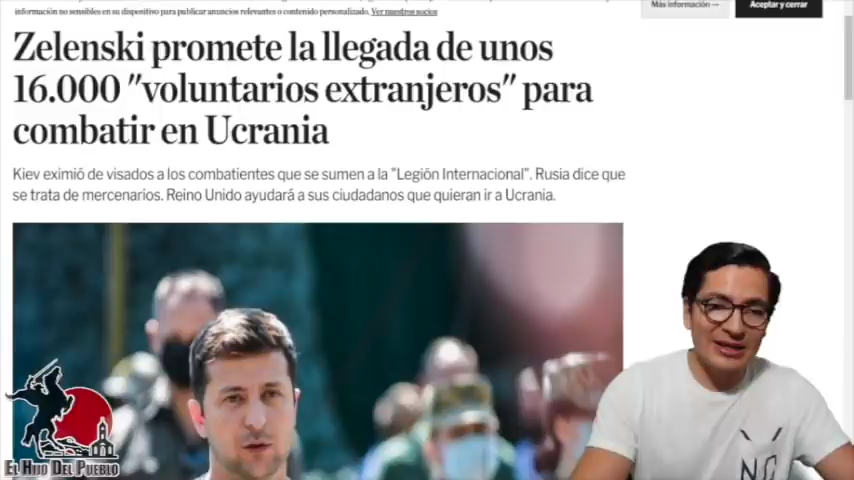 información no sensibles en su dispositivo para publicar anuncios relevantes o contenido personalizado. Ver nuestros socios
Más información →
Aceptar y cerrar
Zelenski promete la llegada de unos
16.000 "voluntarios extranjeros" para
combatir en Ucrania
Kiev eximió de visados a los combatientes que se sumen a la "Legión Internacional". Rusia dice que
se trata de mercenarios. Reino Unido ayudará a sus ciudadanos que quieran ir a Ucrania.
EL HIJO DEL PUEBLO